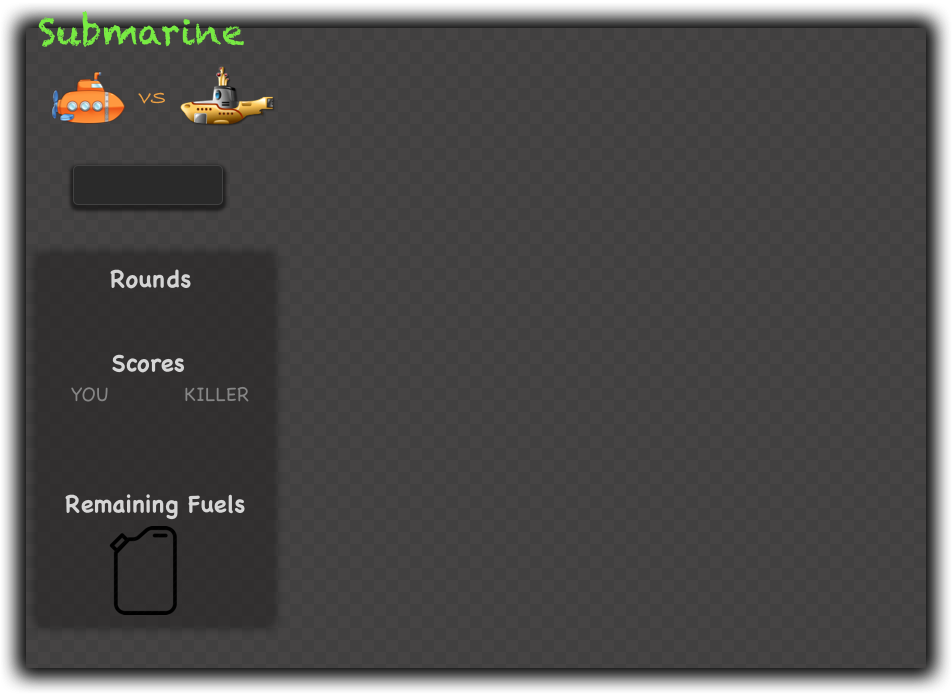 Submarine
VS
Rounds
Scores
YOU KILLER
Remaining Fuels